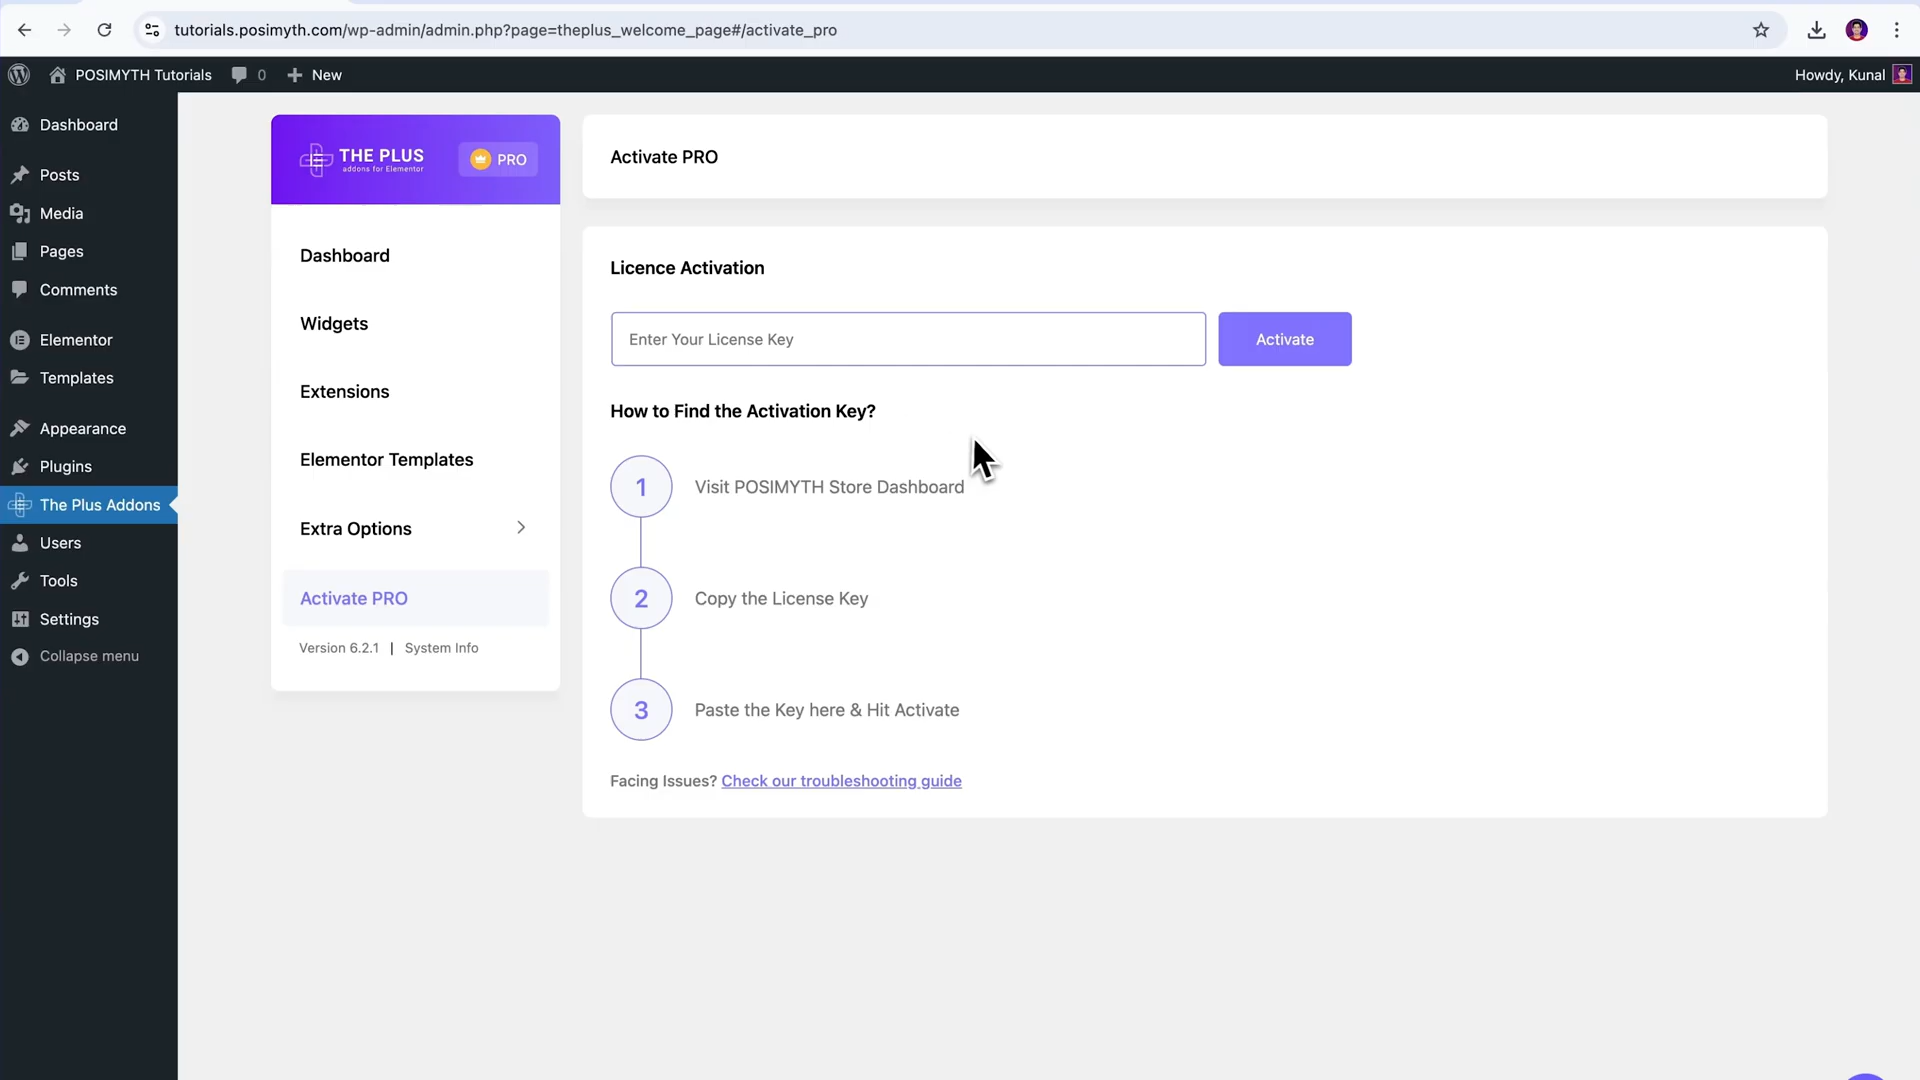 tutorials.posimyth.com/wp-admin/admin.php?page=theplus_welcome_page#/activate_pro
POSIMYTH Tutorials
0
New
Howdy, Kunal
Dashboard
Posts
Media
Pages
Comments
Elementor
Templates
Appearance
Plugins
The Plus Addons
Users
Tools
Settings
Collapse menu
THE PLUS
addons for Elementor
PRO
Dashboard
Widgets
Extensions
Elementor Templates
Extra Options
Activate PRO
Version 6.2.1 | System Info
Activate PRO
Licence Activation
Enter Your License Key
Activate
How to Find the Activation Key?
1 Visit POSIMYTH Store Dashboard
2 Copy the License Key
3 Paste the Key here & Hit Activate
Facing Issues? Check our troubleshooting guide